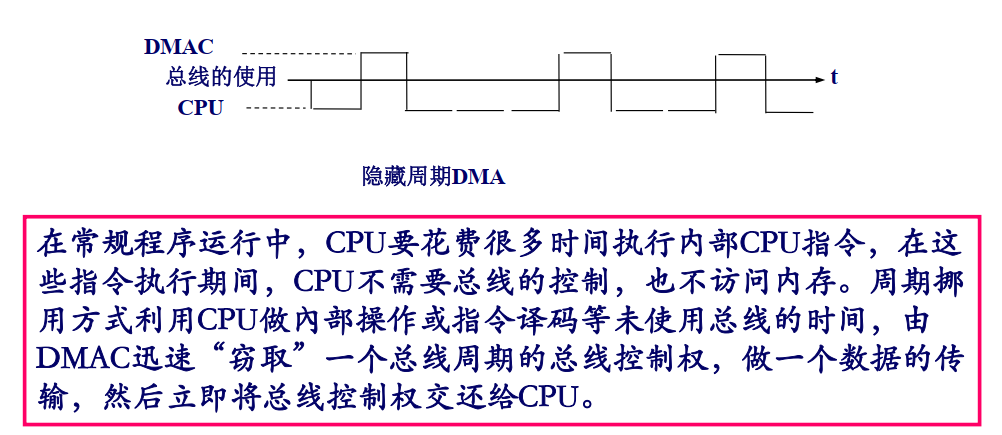 DMAC
总线的使用
t
CPU
隐藏周期DMA
在常规程序运行中，CPU要花费很多时间执行内部CPU指令，在这
些指令执行期间，CPU不需要总线的控制，也不访问内存。周期挪
用方式利用CPU做内部操作或指令译码等未使用总线的时间，由
DMAC迅速“窃取”一个总线周期的总线控制权，做一个数据的传
输，然后立即将总线控制权交还给CPU。